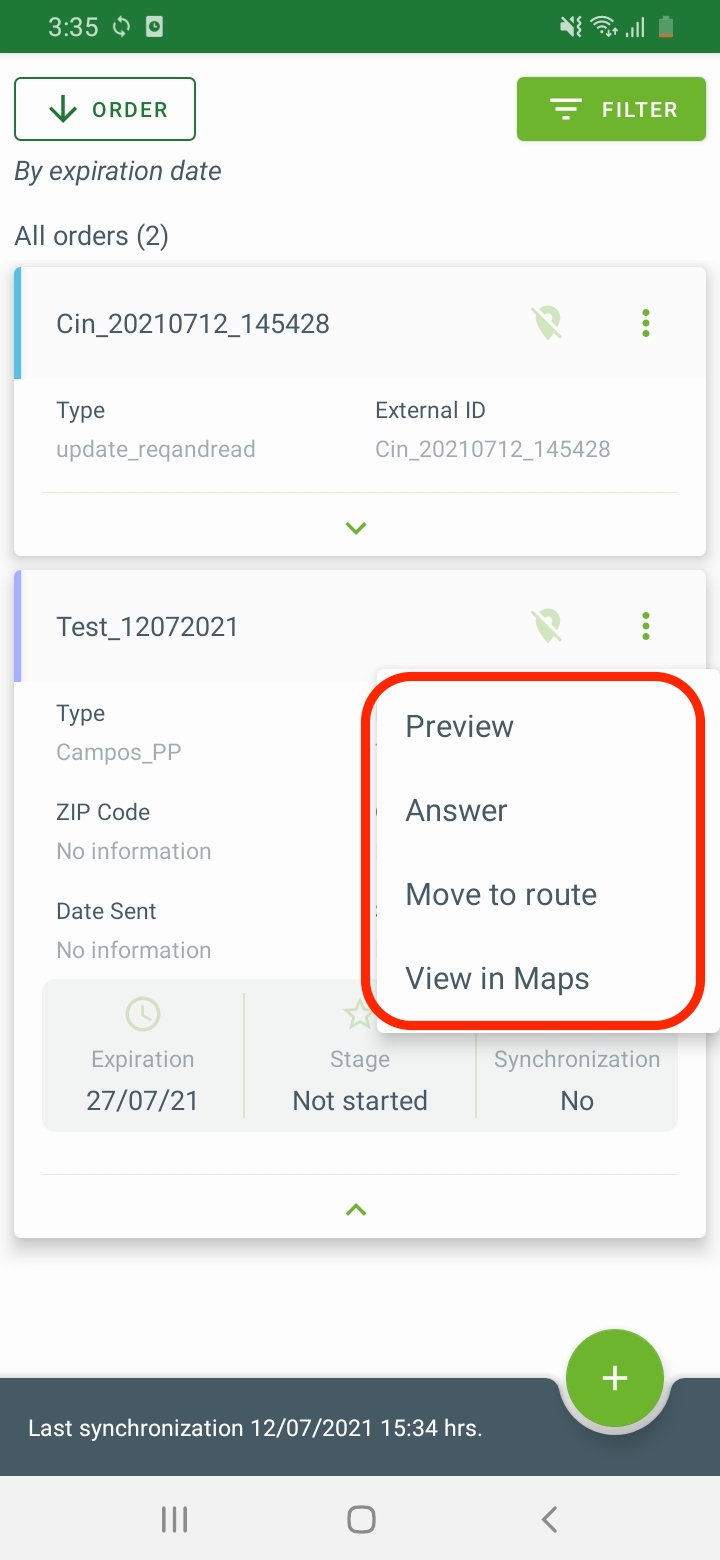 3:35
ORDER
FILTER
By expiration date
All orders (2)
Cin_20210712_145428
Type
External ID
update_reqandread
Cin_20210712_145428
Test_12072021
Type
Campos_PP
ZIP Code
No information
Date Sent
No information
Preview
Answer
Move to route
View in Maps
Expiration
Stage
Synchronization
27/07/21
Not started
No
Last synchronization 12/07/2021 15:34 hrs.